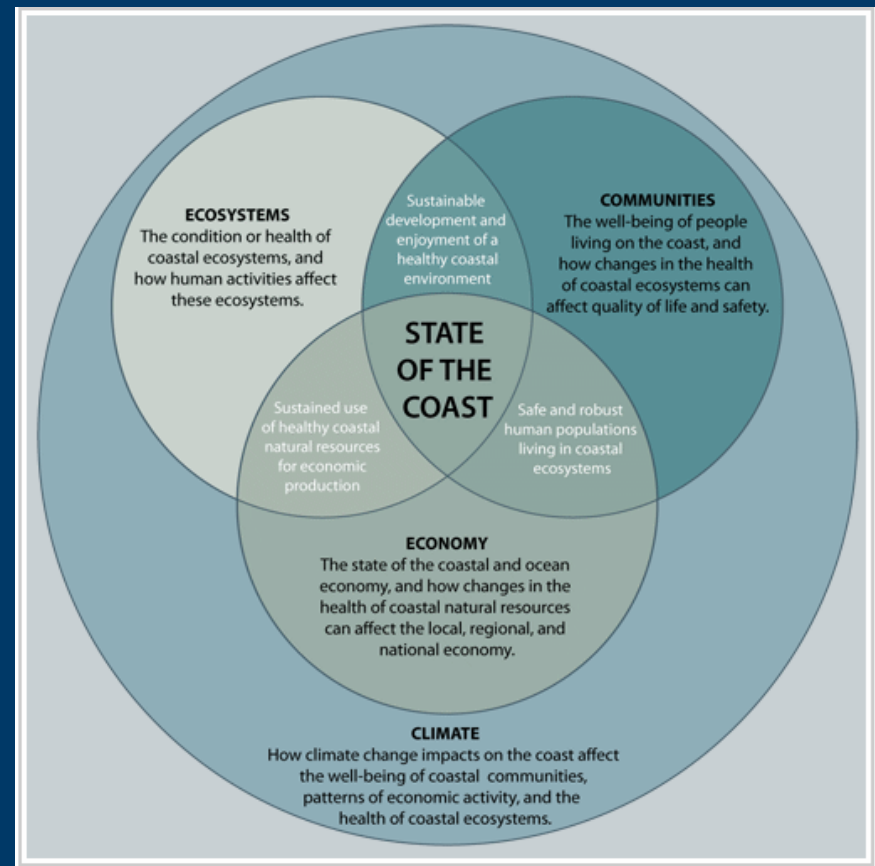 ECOSYSTEMS
The condition or health of
coastal ecosystems, and
how human activities affect
these ecosystems.
Sustainable
development and
enjoyment of a
healthy coastal
environment
COMMUNITIES
The well-being of people
living on the coast, and
how changes in the health
of coastal ecosystems can
affect quality of life and safety.
STATE
OF THE
COAST
Sustained use
of healthy coastal
natural resources
for economic
production
Safe and robust
human populations
living in coastal
ecosystems
ECONOMY
The state of the coastal and ocean
economy, and how changes in the
health of coastal natural resources
can affect the local, regional, and
national economy.
CLIMATE
How climate change impacts on the coast affect
the well-being of coastal communities,
patterns of economic activity, and the
health of coastal ecosystems.